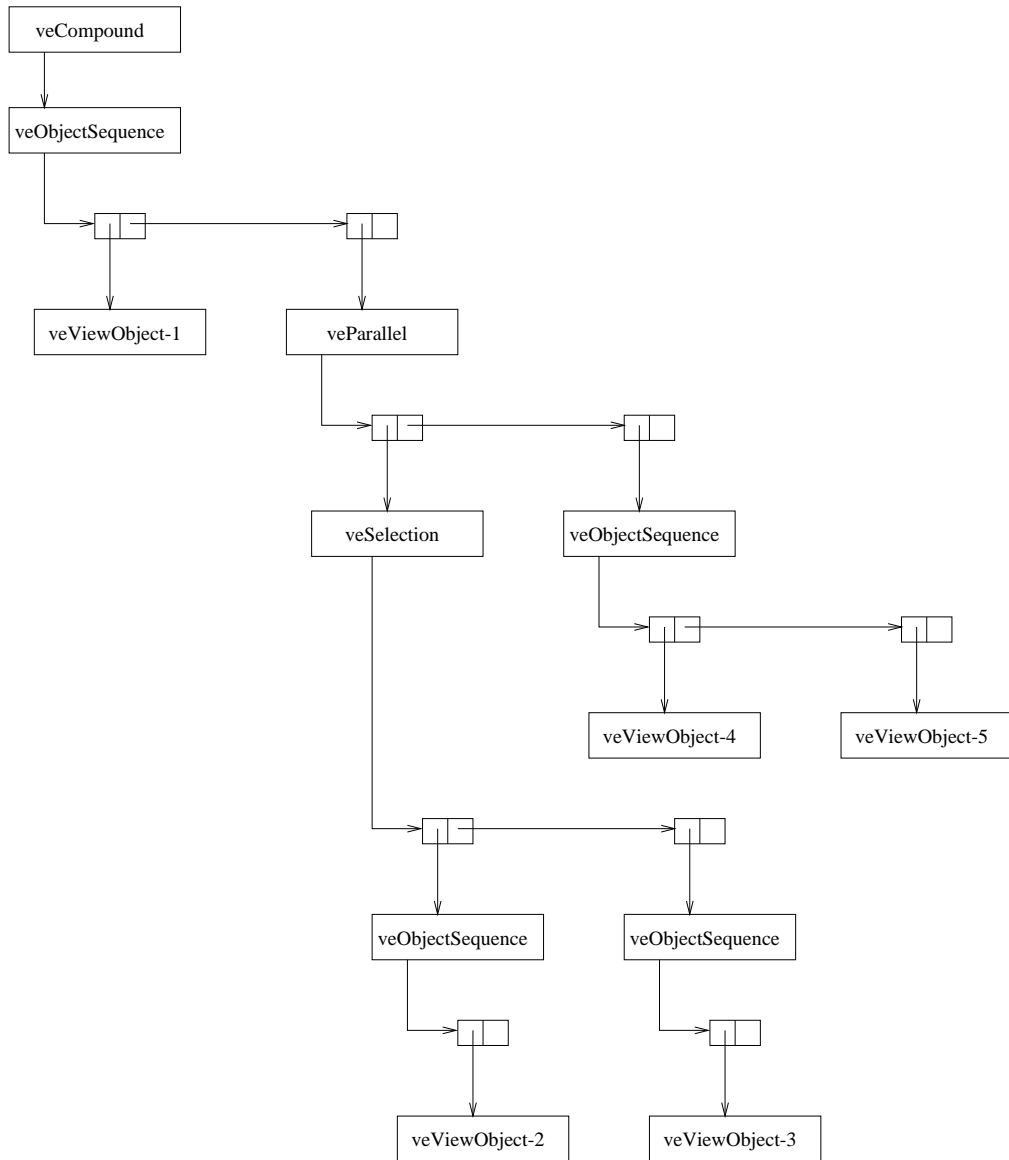 veCompound
veObjectSequence
veViewObject-1
veParallel
veSelection
veObjectSequence
veViewObject-4
veViewObject-5
veObjectSequence
veObjectSequence
veViewObject-2
veViewObject-3